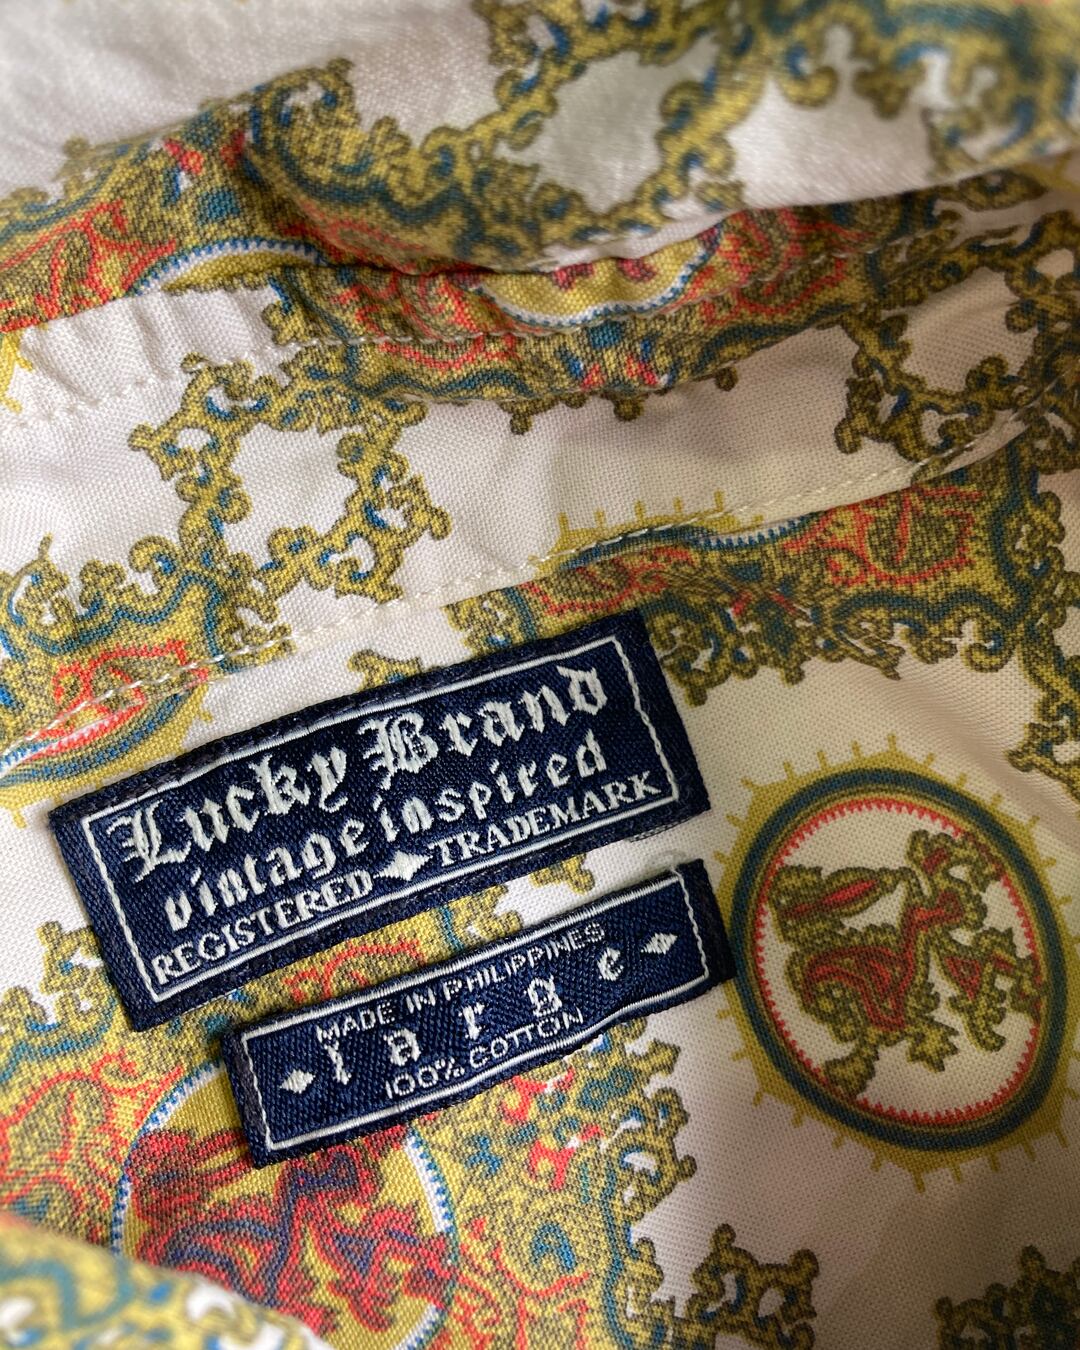 Lucky Brand
vintage inspired
REGISTERED TRADEMARK
MADE IN PHILIPPINES
large
100% COTTON